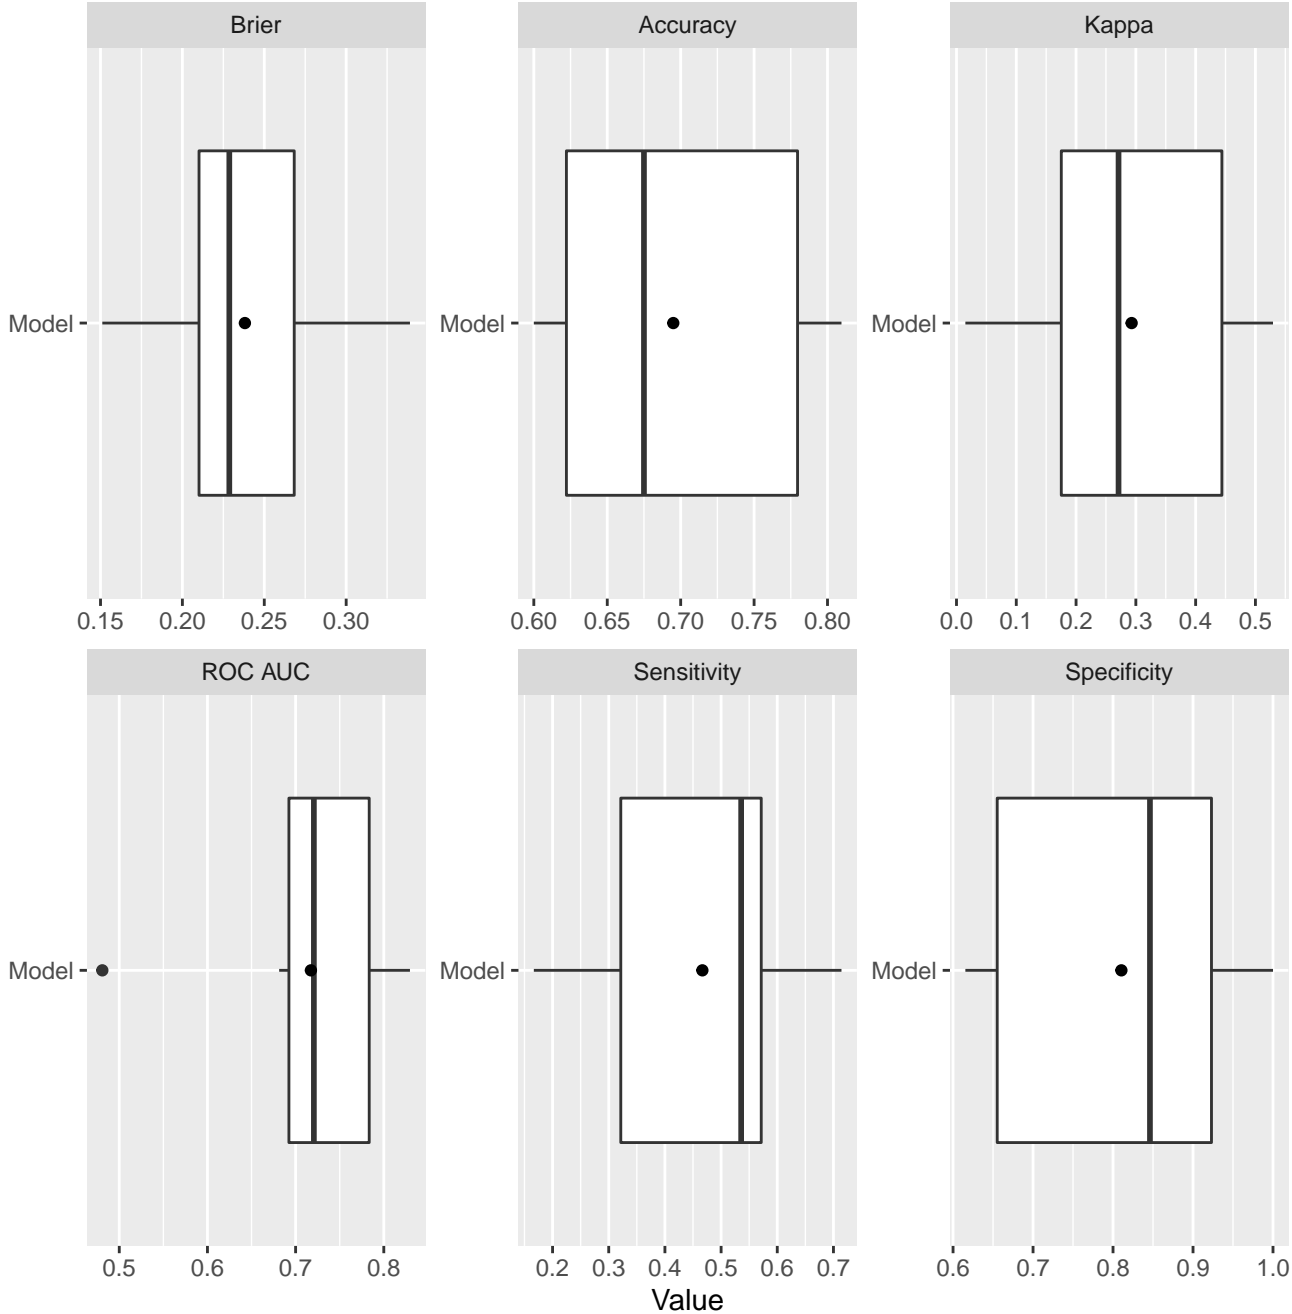 Brier Accuracy Kappa
Model Model Model
0.15 0.20 0.25 0.30 0.60 0.65 0.70 0.75 0.80 0.0 0.1 0.2 0.3 0.4 0.5
ROC AUC Sensitivity Specificity
Model Model Model
0.5 0.6 0.7 0.8 0.2 0.3 0.4 0.5 0.6 0.7 0.6 0.7 0.8 0.9 1.0
Value